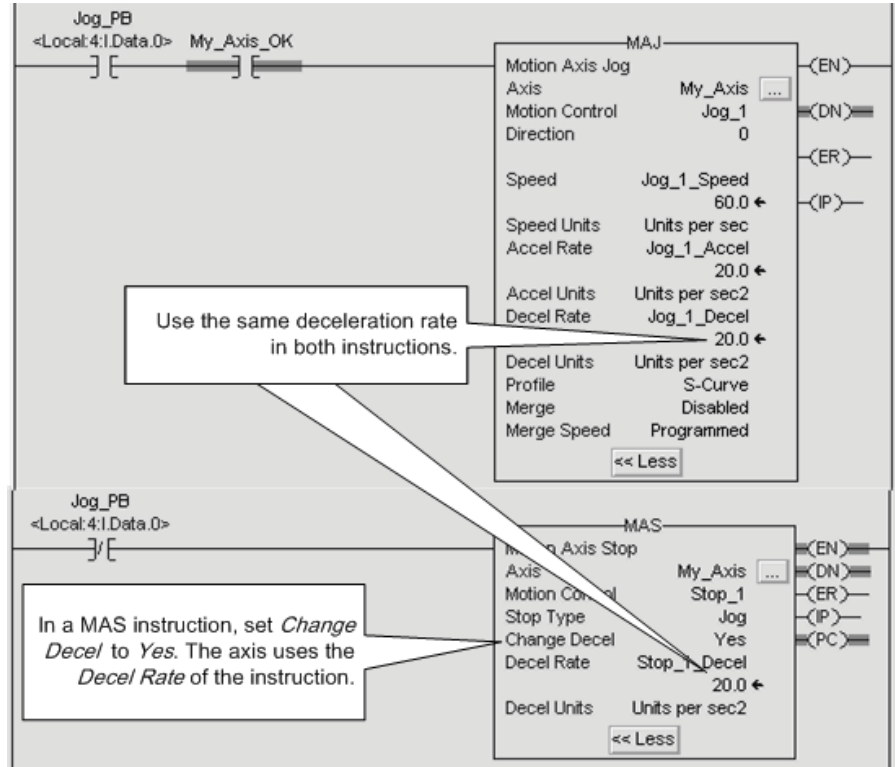 Jog_PB
<Local:4:I.Data.0> My_Axis_OK
MAJ
Motion Axis Jog
Axis My_Axis ...
Motion Control Jog_1
Direction 0
Speed Jog_1_Speed
60.0
Speed Units Units per sec
Accel Rate Jog_1_Accel
20.0
Accel Units Units per sec2
Decel Rate Jog_1_Decel
20.0
Decel Units Units per sec2
Profile S-Curve
Merge Disabled
Merge Speed Programmed
<< Less
EN
DN
ER
IP
Use the same deceleration rate
in both instructions.
Jog_PB
<Local:4:I.Data.0>
MAS
Axis Stop
Axis My_Axis ...
Motion Stop_1
Stop Type Jog
Change Decel Yes
Decel Rate Stop_1_Decel
20.0
Decel Units Units per sec2
<< Less
EN
DN
ER
IP
PC
In a MAS instruction, set Change
Decel to Yes. The axis uses the
Decel Rate of the instruction.